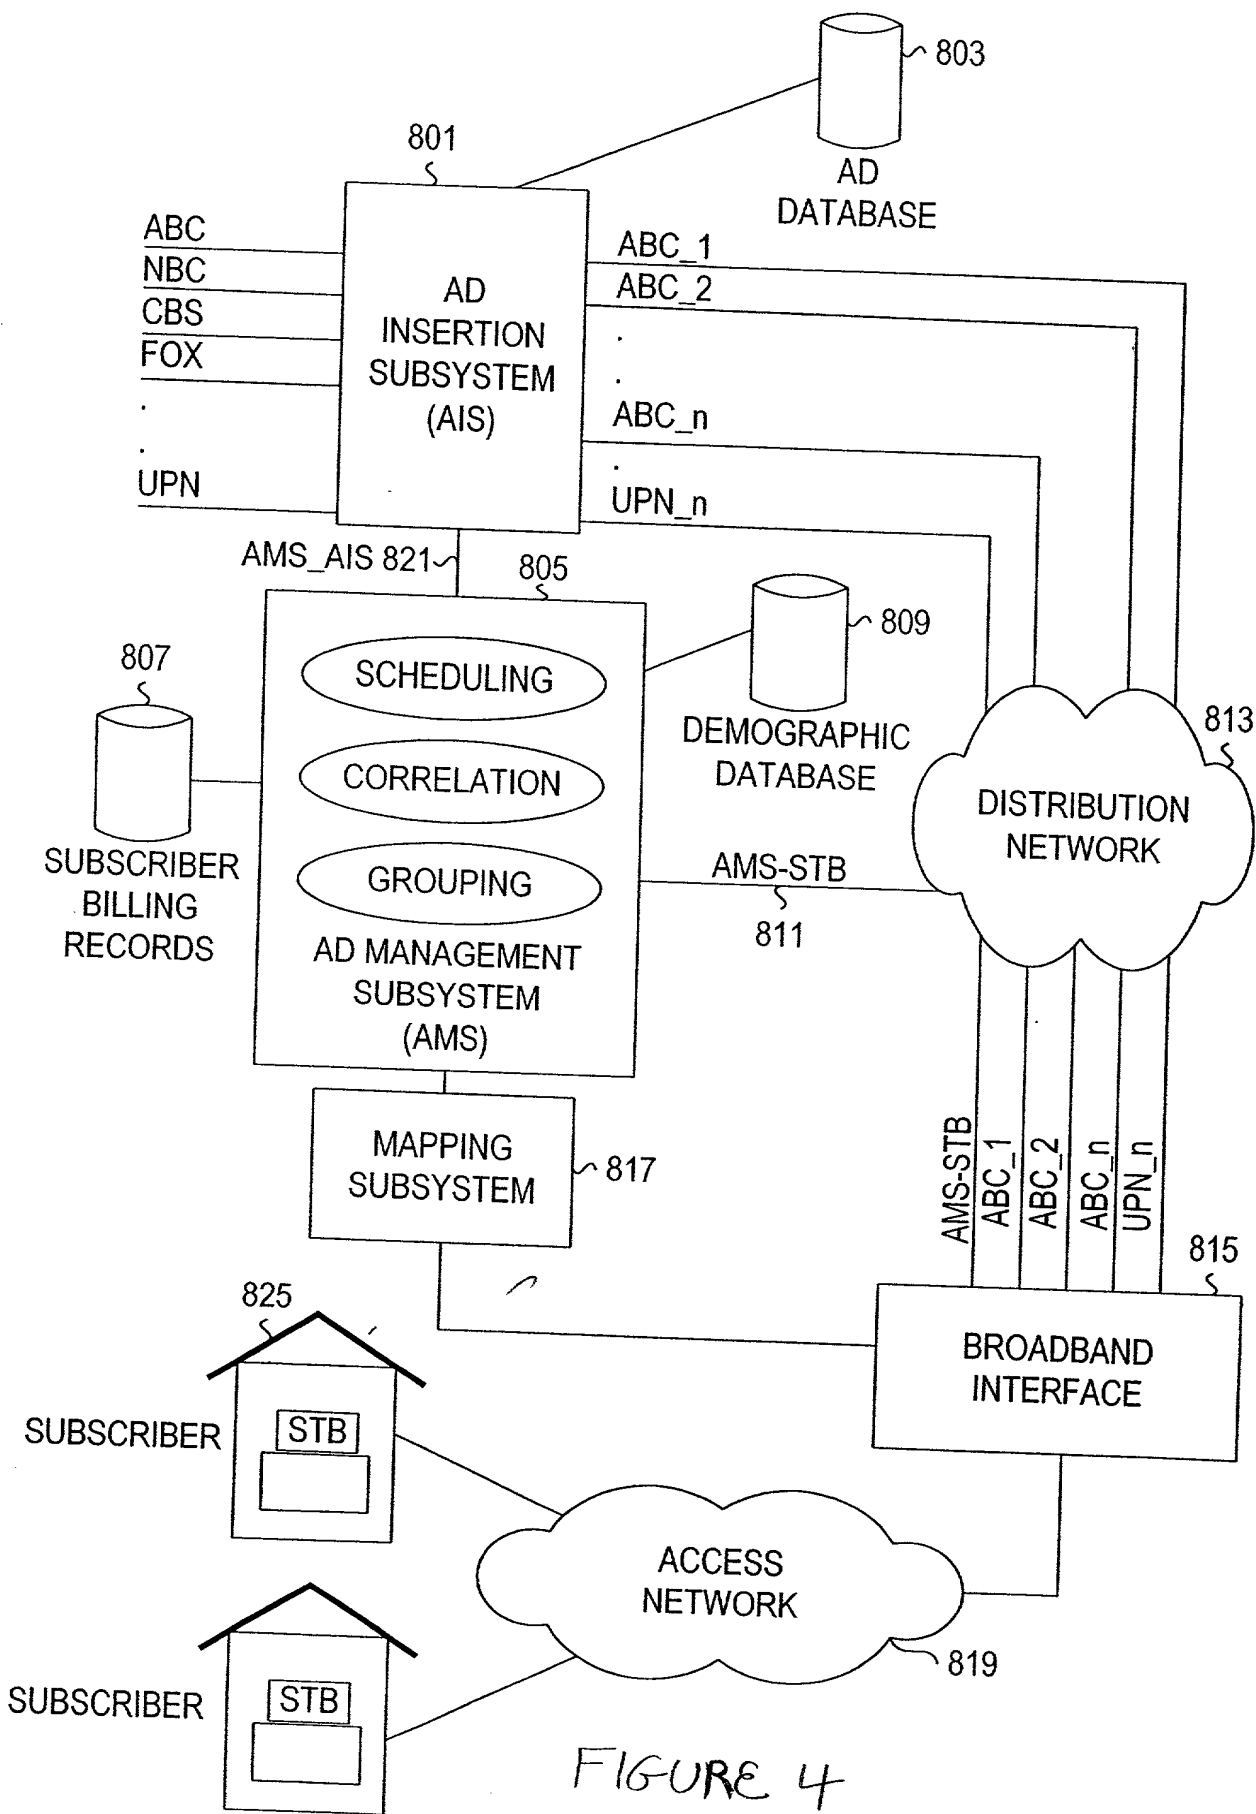 803
AD
DATABASE
801
ABC
NBC
CBS
FOX
.
.
UPN
AD
INSERTION
SUBSYSTEM
(AIS)
ABC_1
ABC_2
.
.
ABC_n
.
UPN_n
AMS_AIS 821
805
809
DEMOGRAPHIC
DATABASE
807
SUBSCRIBER
BILLING
RECORDS
SCHEDULING
CORRELATION
GROUPING
AD MANAGEMENT
SUBSYSTEM
(AMS)
AMS-STB
811
813
DISTRIBUTION
NETWORK
MAPPING
SUBSYSTEM
817
AMS-STB
ABC_1
ABC_2
ABC_n
UPN_n
815
BROADBAND
INTERFACE
825
SUBSCRIBER
STB
ACCESS
NETWORK
819
SUBSCRIBER
STB
FIGURE 4